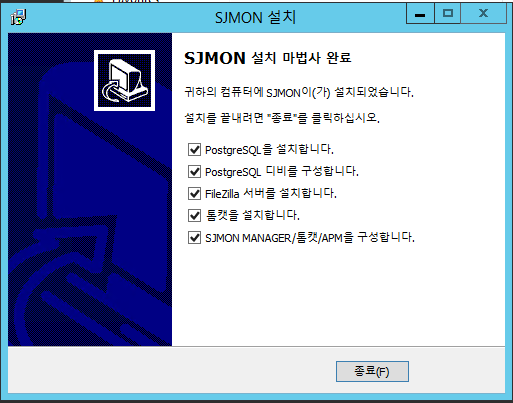 SJMON 설치
SJMON 설치 마법사 완료
귀하의 컴퓨터에 SJMON이(가) 설치되었습니다.
설치를 끝내려면 "종료"를 클릭하십시오.
PostgreSQL을 설치합니다.
PostgreSQL 디비를 구성합니다.
FileZilla 서버를 설치합니다.
톰캣을 설치합니다.
SJMON MANAGER/톰캣/APM을 구성합니다.
종료(F)